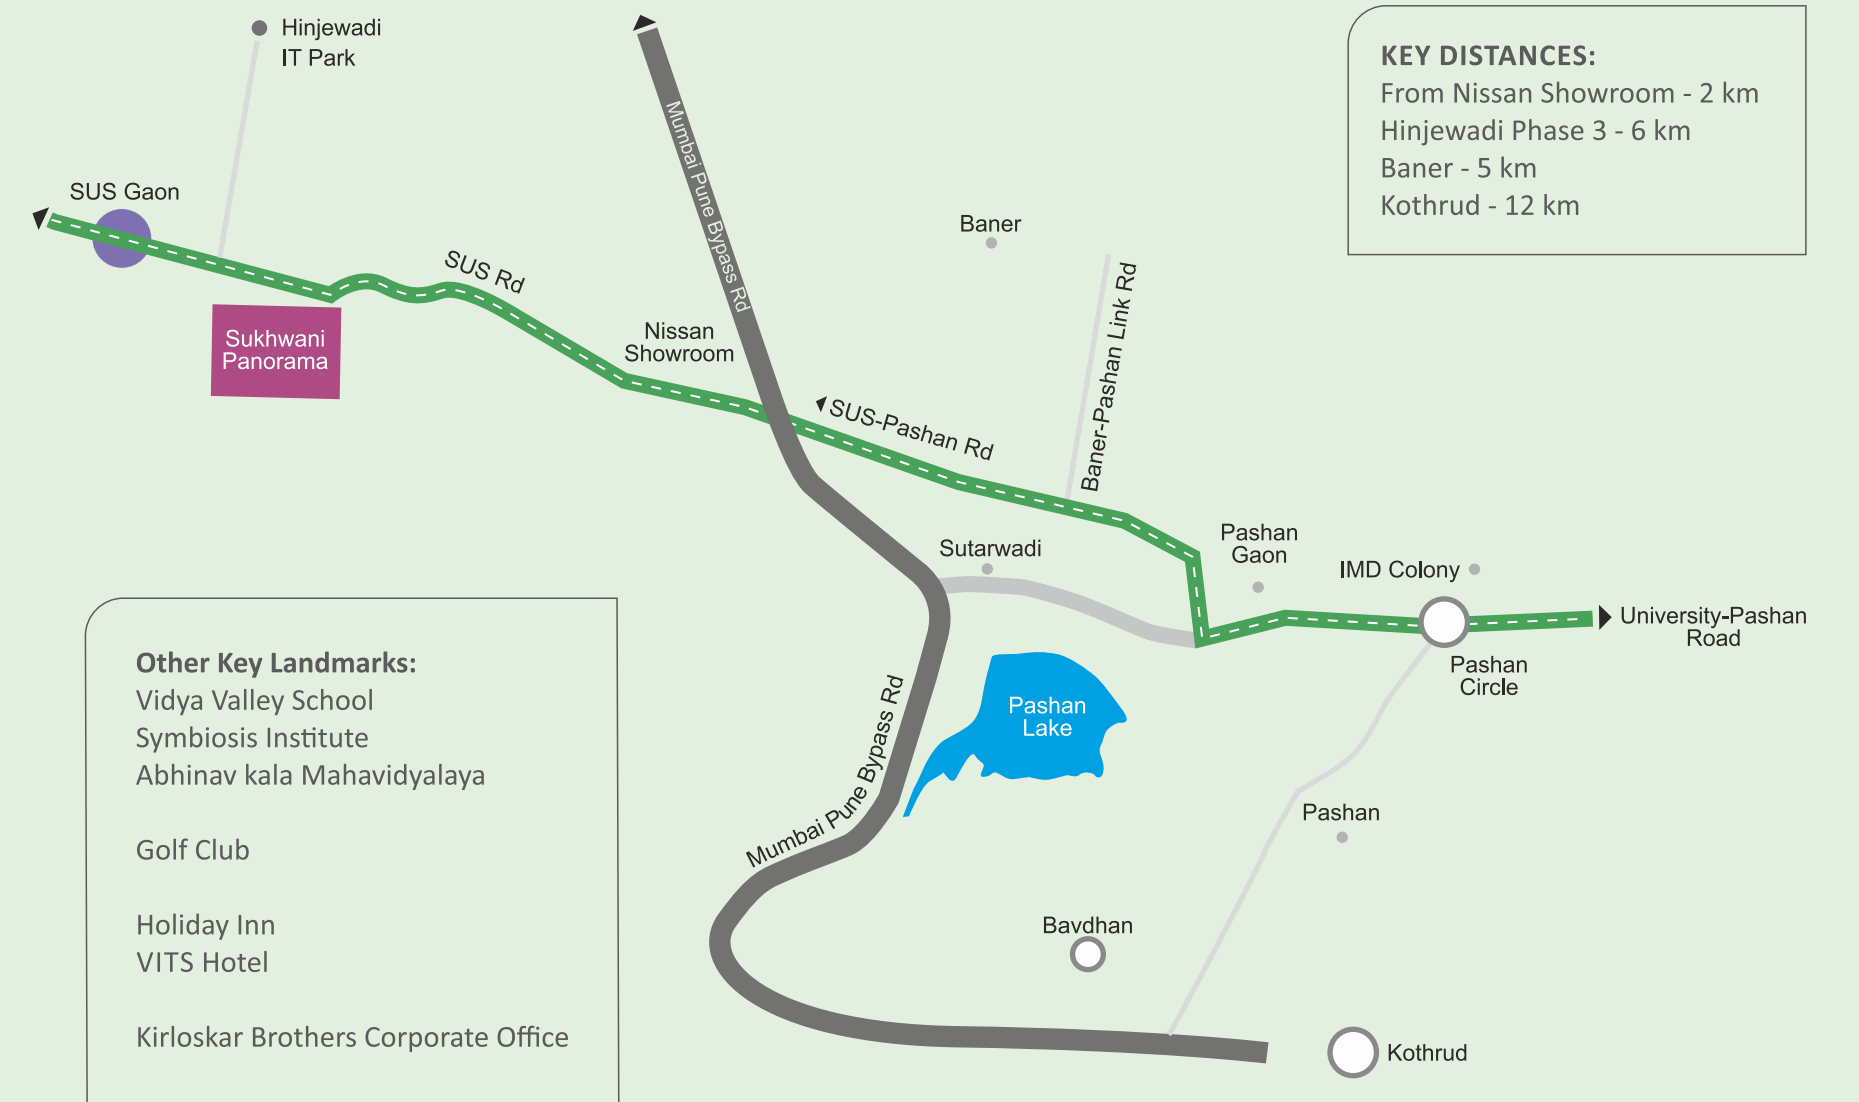 Hinjewadi
IT Park
KEY DISTANCES:
From Nissan Showroom - 2 km
Hinjewadi Phase 3 - 6 km
Baner - 5 km
Kothrud - 12 km
Mumbai Pune Bypass Rd
SUS Gaon
Baner
SUS Rd
Baner-Pashan Link Rd
Sukhwani
Panorama
Nissan
Showroom
SUS-Pashan Rd
Pashan
Gaon
Sutarwadi
IMD Colony
University-Pashan
Road
Pashan
Circle
Pashan
Lake
Mumbai Pune Bypass Rd
Pashan
Bavdhan
Kothrud
Other Key Landmarks:
Vidya Valley School
Symbiosis Institute
Abhinav kala Mahavidyalaya
Golf Club
Holiday Inn
VITS Hotel
Kirloskar Brothers Corporate Office